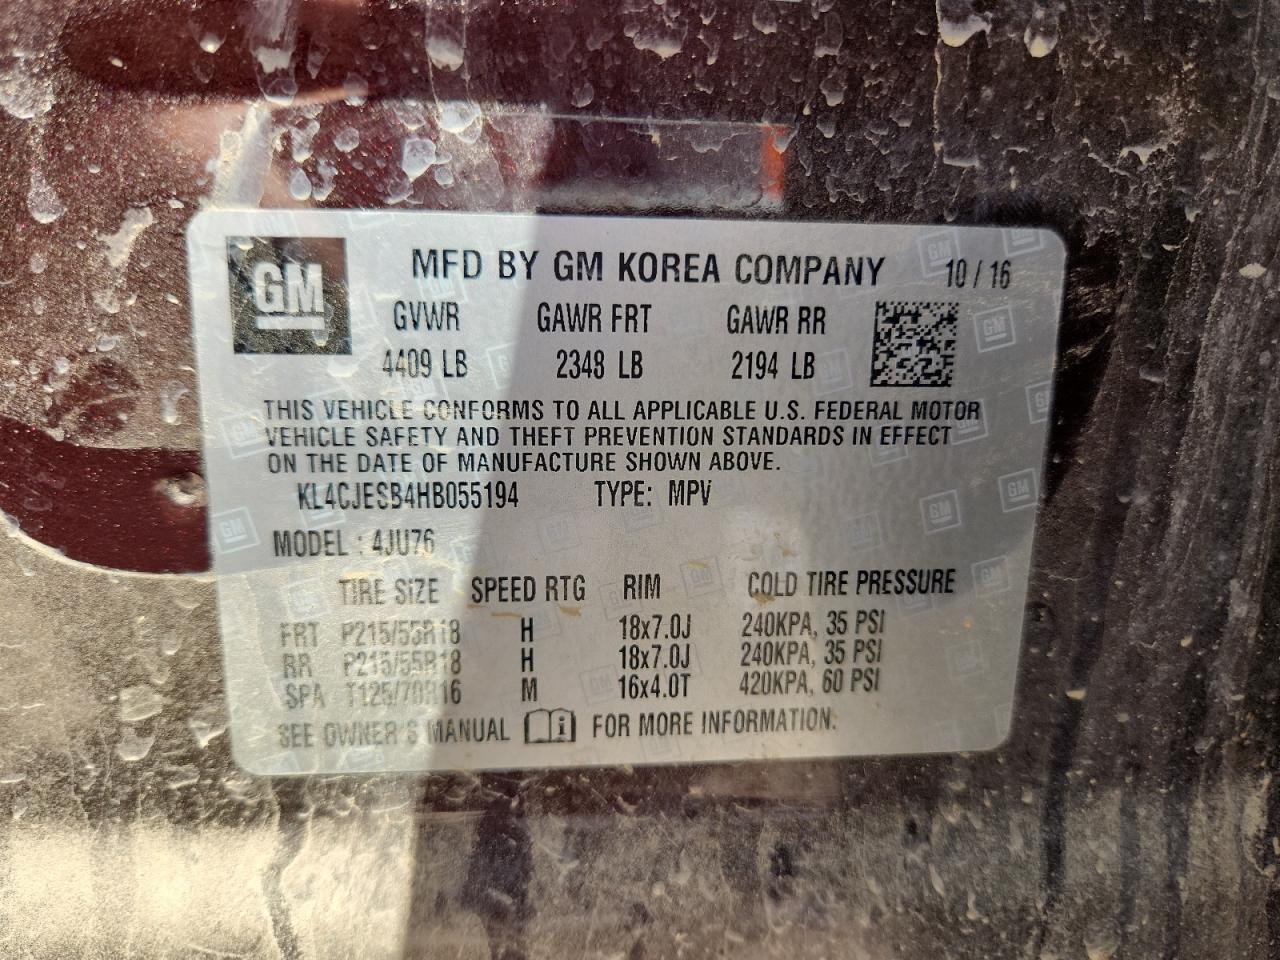 GM
MFD BY GM KOREA COMPANY 10 / 16
GVWR GAWR FRT GAWR RR
4409 LB 2348 LB 2194 LB
THIS VEHICLE CONFORMS TO ALL APPLICABLE U.S. FEDERAL MOTOR
VEHICLE SAFETY AND THEFT PREVENTION STANDARDS IN EFFECT
ON THE DATE OF MANUFACTURE SHOWN ABOVE.
KL4CJESB4HB055194 TYPE: MPV
MODEL : 4JU76
TIRE SIZE SPEED RTG RIM COLD TIRE PRESSURE
FRT P215/55R18 H 18x7.0J 240KPA, 35 PSI
RR P215/55R18 H 18x7.0J 240KPA, 35 PSI
SPA T125/70R16 M 16x4.0T 420KPA, 60 PSI
SEE OWNER'S MANUAL FOR MORE INFORMATION.